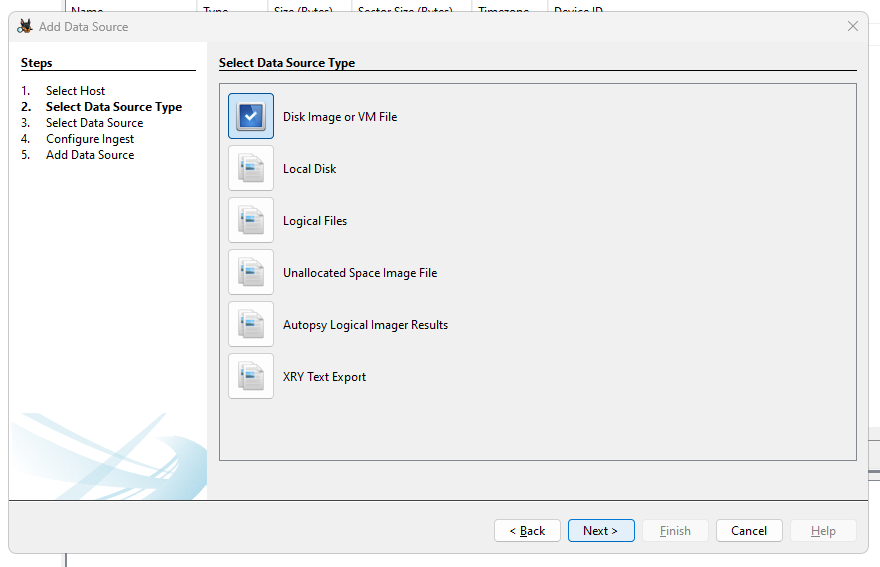 Name Type Size (Bytes) Sector Size (Bytes) Timezone Device ID
Add Data Source
Steps
1. Select Host
2. Select Data Source Type
3. Select Data Source
4. Configure Ingest
5. Add Data Source
Select Data Source Type
Disk Image or VM File
Local Disk
Logical Files
Unallocated Space Image File
Autopsy Logical Imager Results
XRY Text Export
< Back Next > Finish Cancel Help